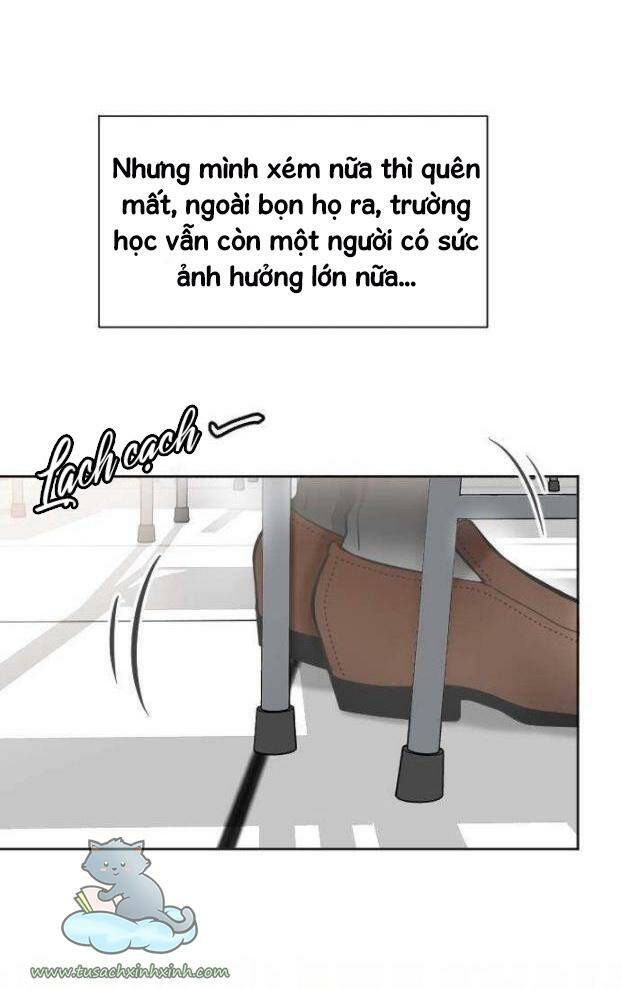 Nhưng mình xém nữa thì quên
mất, ngoài bọn họ ra, trường
học vẫn còn một người có sức
ảnh hưởng lớn nữa...
Lạch cạch
www.tusachxinhxinh.com